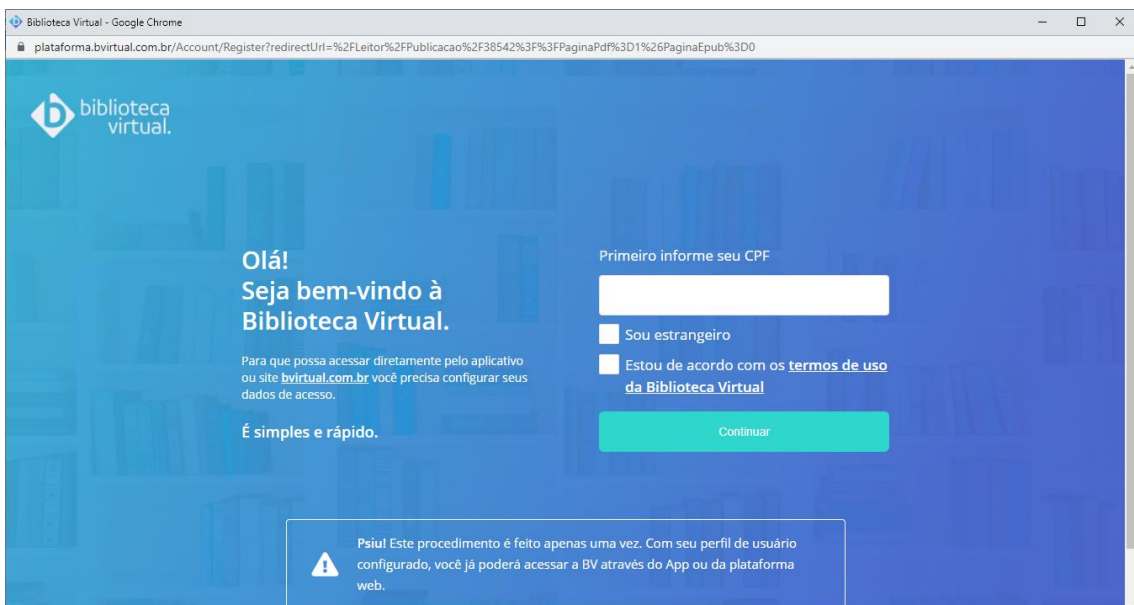 Biblioteca Virtual - Google Chrome
plataforma.bvirtual.com.br/Account/Register?redirectUrl=%2FLeitor%2FPublicacao%2F38542%3F%3FPaginaPdf%3D1%26PaginaEpub%3D0
biblioteca
virtual.
Olá!
Seja bem-vindo à
Biblioteca Virtual.
Para que possa acessar diretamente pelo aplicativo
ou site bvirtual.com.br você precisa configurar seus
dados de acesso.
É simples e rápido.
Primeiro informe seu CPF
Sou estrangeiro
Estou de acordo com os termos de uso
da Biblioteca Virtual
Continuar
Psiu! Este procedimento é feito apenas uma vez. Com seu perfil de usuário
configurado, você já poderá acessar a BV através do App ou da plataforma
web.